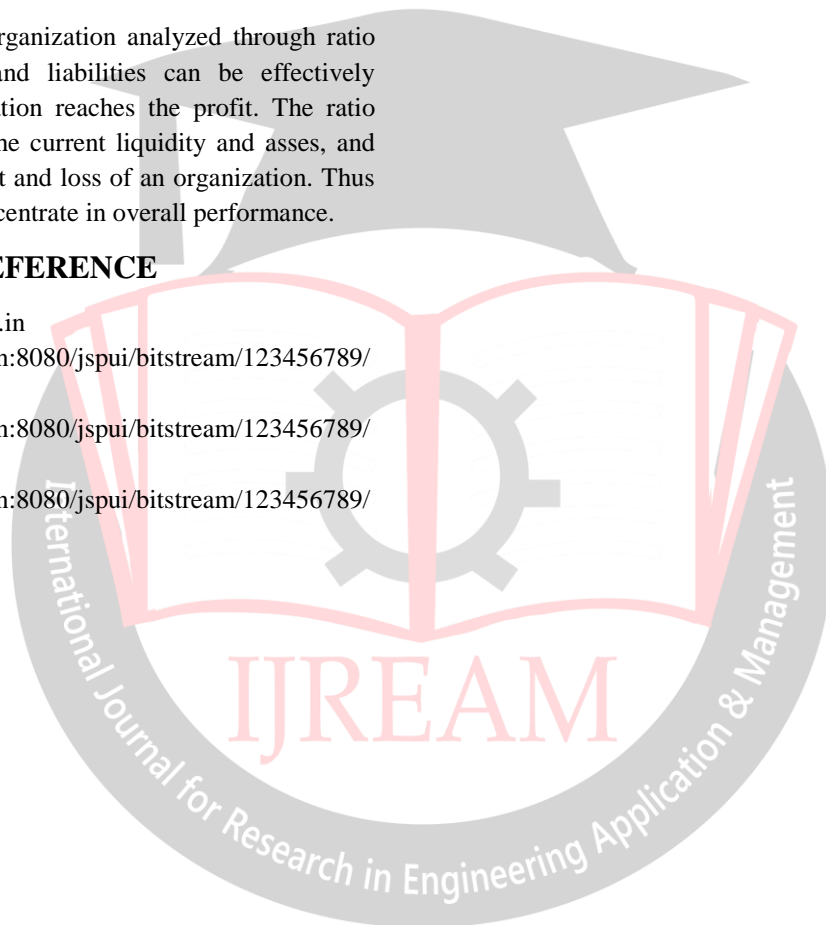 rganization analyzed through ratio
and liabilities can be effectively
ation reaches the profit. The ratio
he current liquidity and asses, and
t and loss of an organization. Thus
centrate in overall performance.
EFERENCE
.in
n:8080/jspui/bitstream/123456789/
n:8080/jspui/bitstream/123456789/
n:8080/jspui/bitstream/123456789/
IJREAM
International Journal for Research in Engineering Application & Management